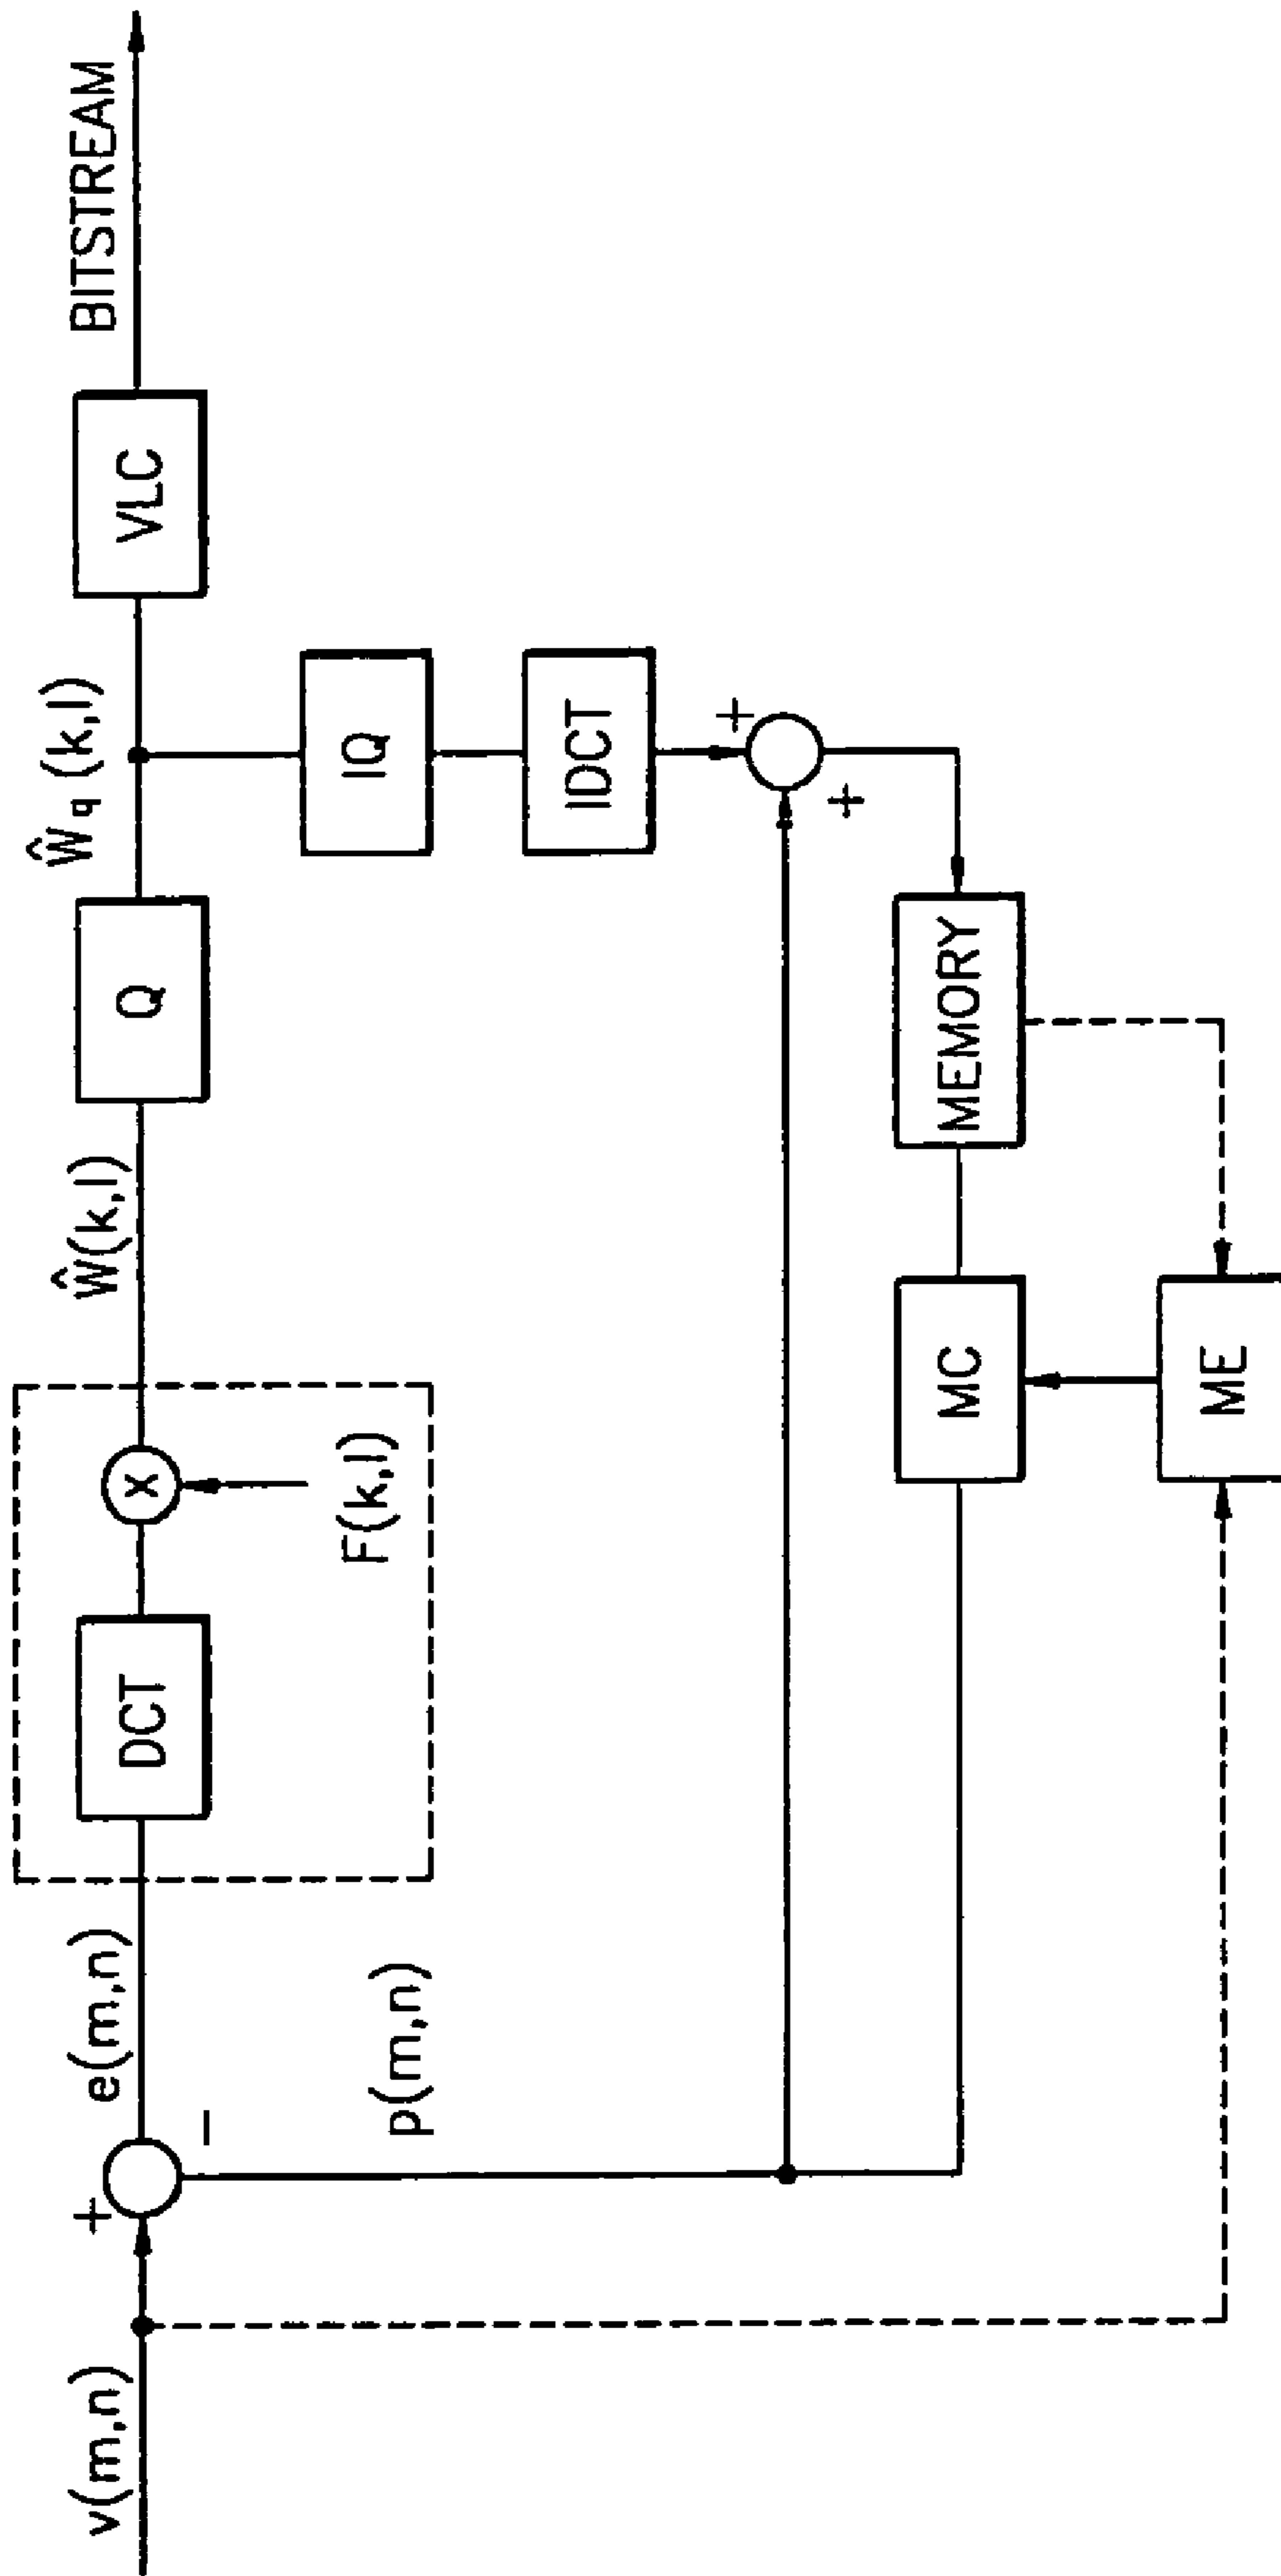 v(m,n)
+
−
e(m,n)
p(m,n)
DCT
x
F(k,l)
Ŵ(k,l)
Q
Ŵq(k,l)
VLC
BITSTREAM
IQ
IDCT
+
+
MEMORY
MC
ME